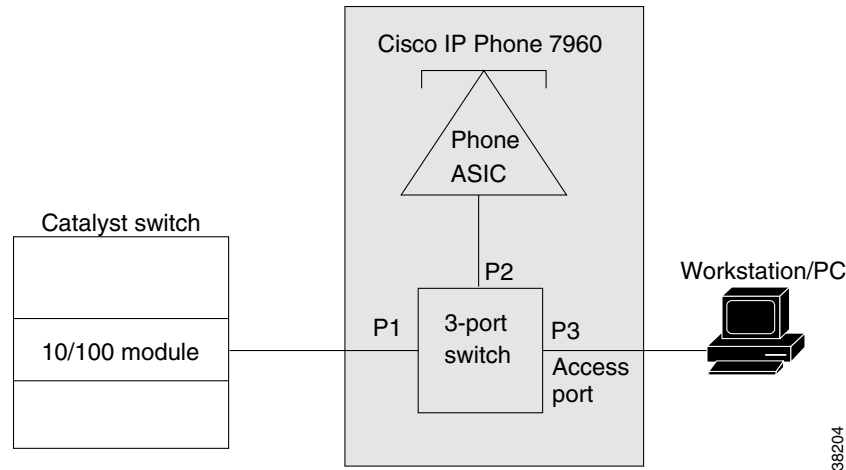 Cisco IP Phone 7960
Phone
ASIC
Catalyst switch
P2
Workstation/PC
10/100 module
P1
3-port
switch
P3
Access
port
38204